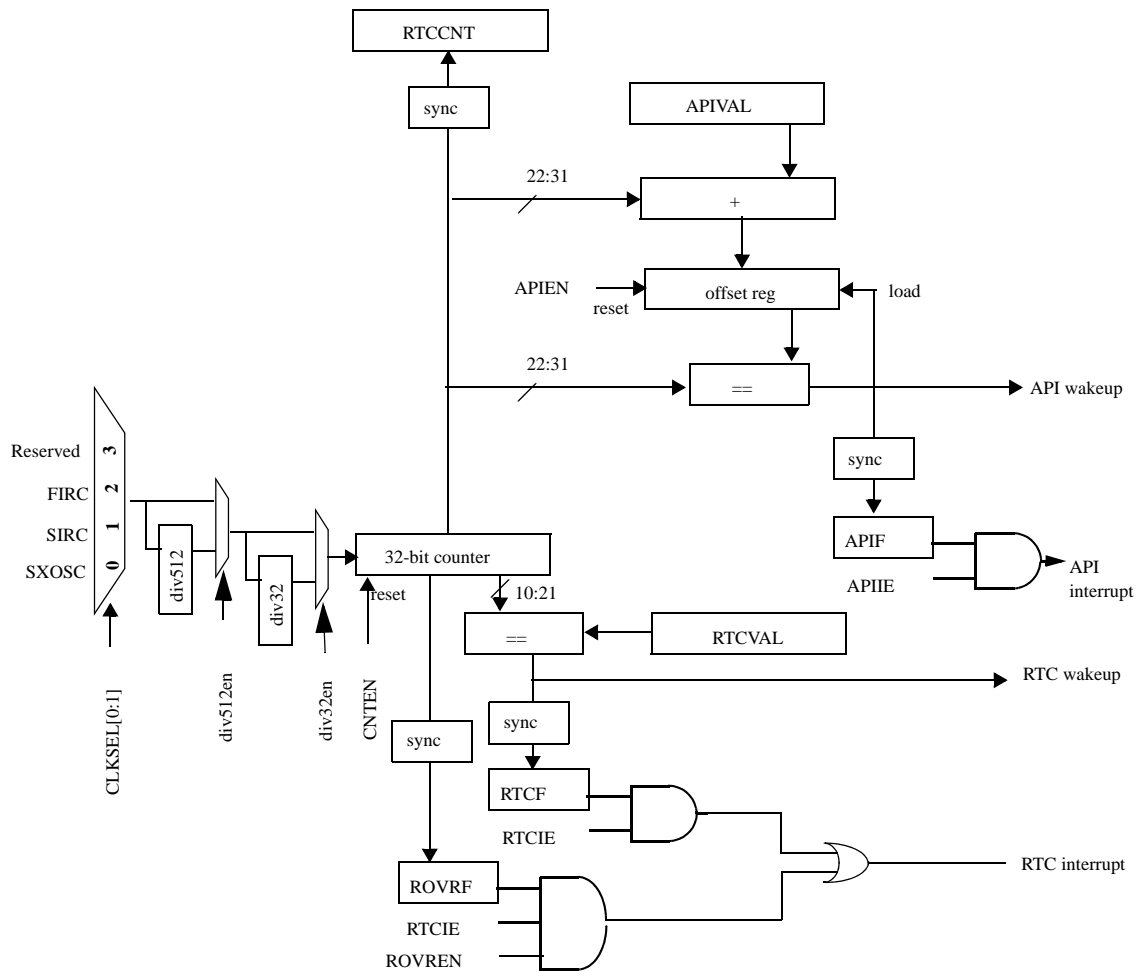 RTCCNT
sync
APIVAL
22:31
+
APIEN
reset
offset reg
load
22:31
==
API wakeup
Reserved
3
FIRC
2
SIRC
1
SXOSC
0
sync
div512
div32
32-bit counter
reset
10:21
APIF
APIIE
API
interrupt
==
RTCVAL
CLKSEL[0:1]
div512en
div32en
CNTEN
RTC wakeup
sync
sync
RTCF
RTCIE
ROVRF
RTCIE
ROVREN
RTC interrupt